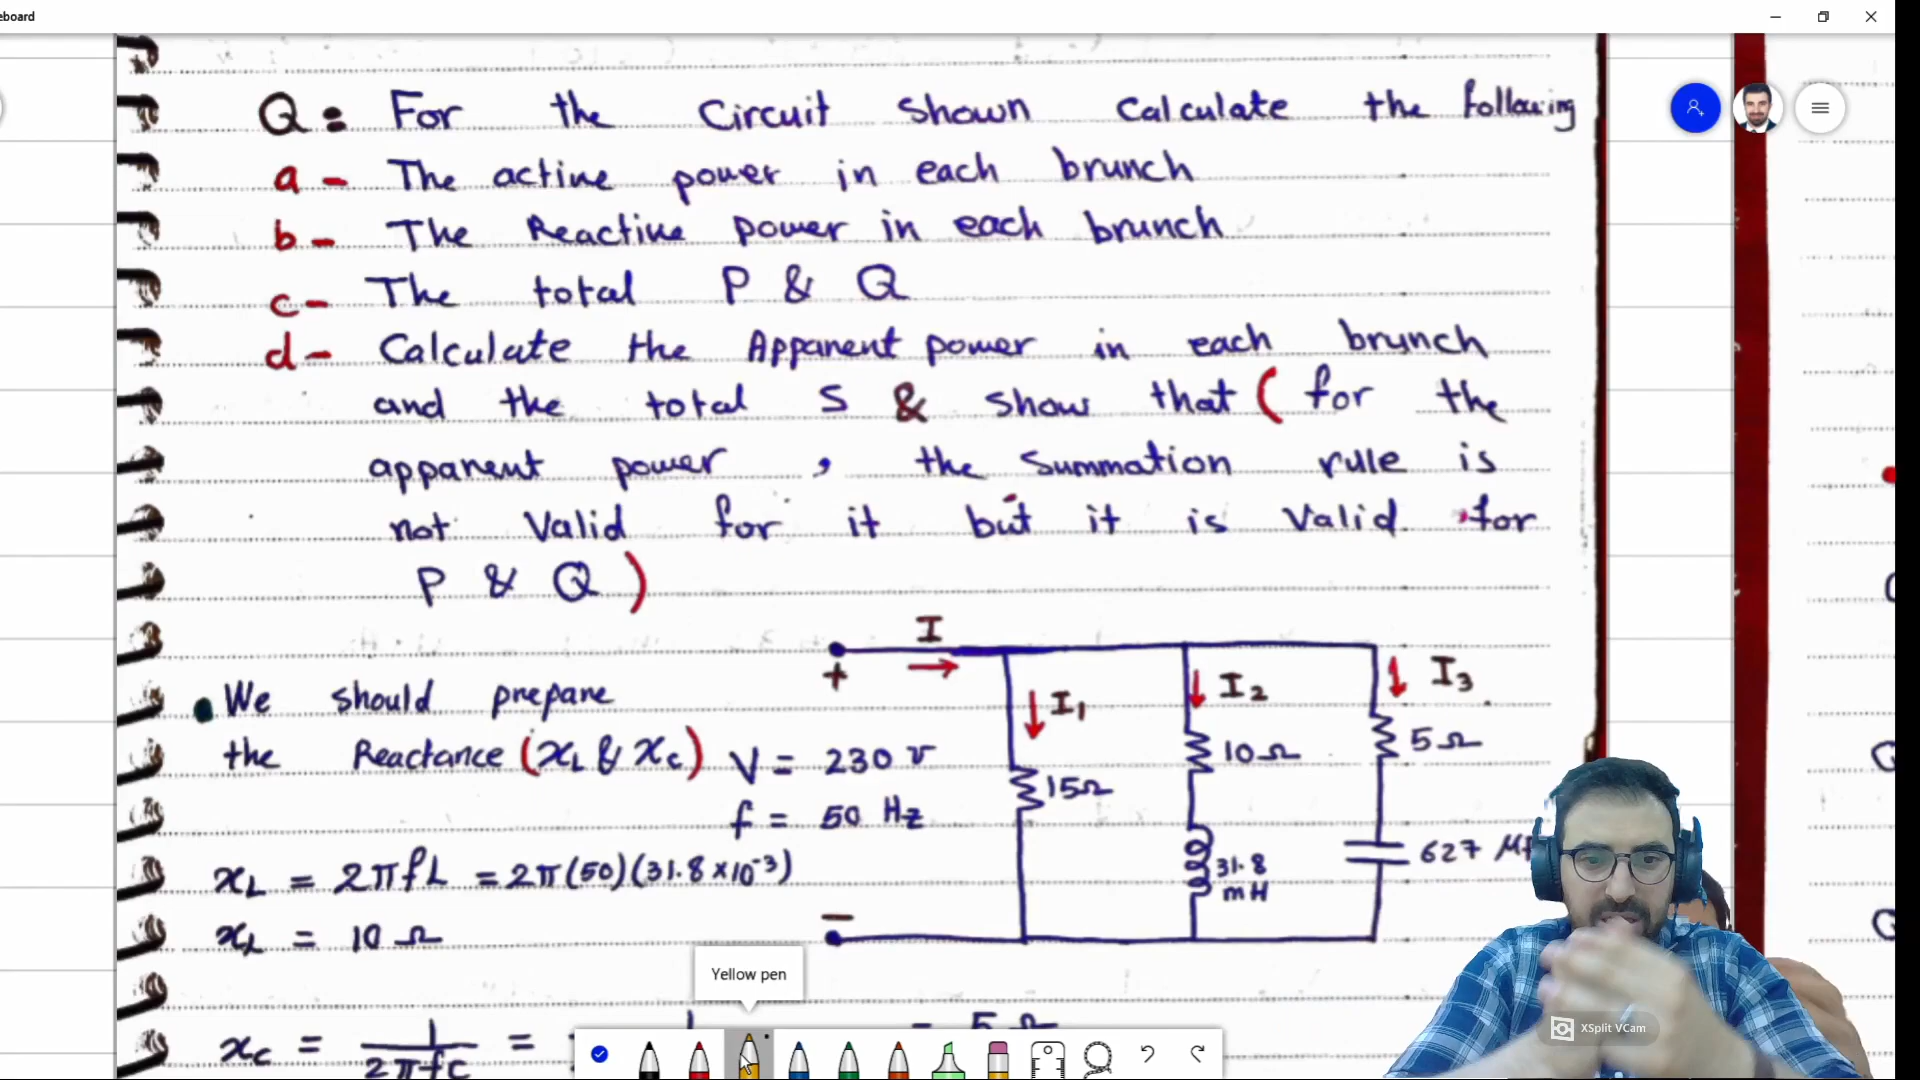 eboard
Q: For the Circuit shown Calculate the following
a- The active power in each brunch
b- The Reactive power in each brunch
c- The total P & Q
d- Calculate the Apparent power in each brunch
and the total S & show that ( for the
apparent power , the summation rule is
not Valid for it but it is Valid for
P & Q )
• We should prepare
the Reactance (xL & xC)
V = 230 v
f = 50 Hz
xL = 2πfL = 2π(50)(31.8×10⁻³)
xL = 10 Ω
xC = 1/2πfC =
= 5Ω
I
+
I1
I2
I3
15Ω
10Ω
5Ω
31.8
mH
627 μf
−
Yellow pen
XSplit VCam